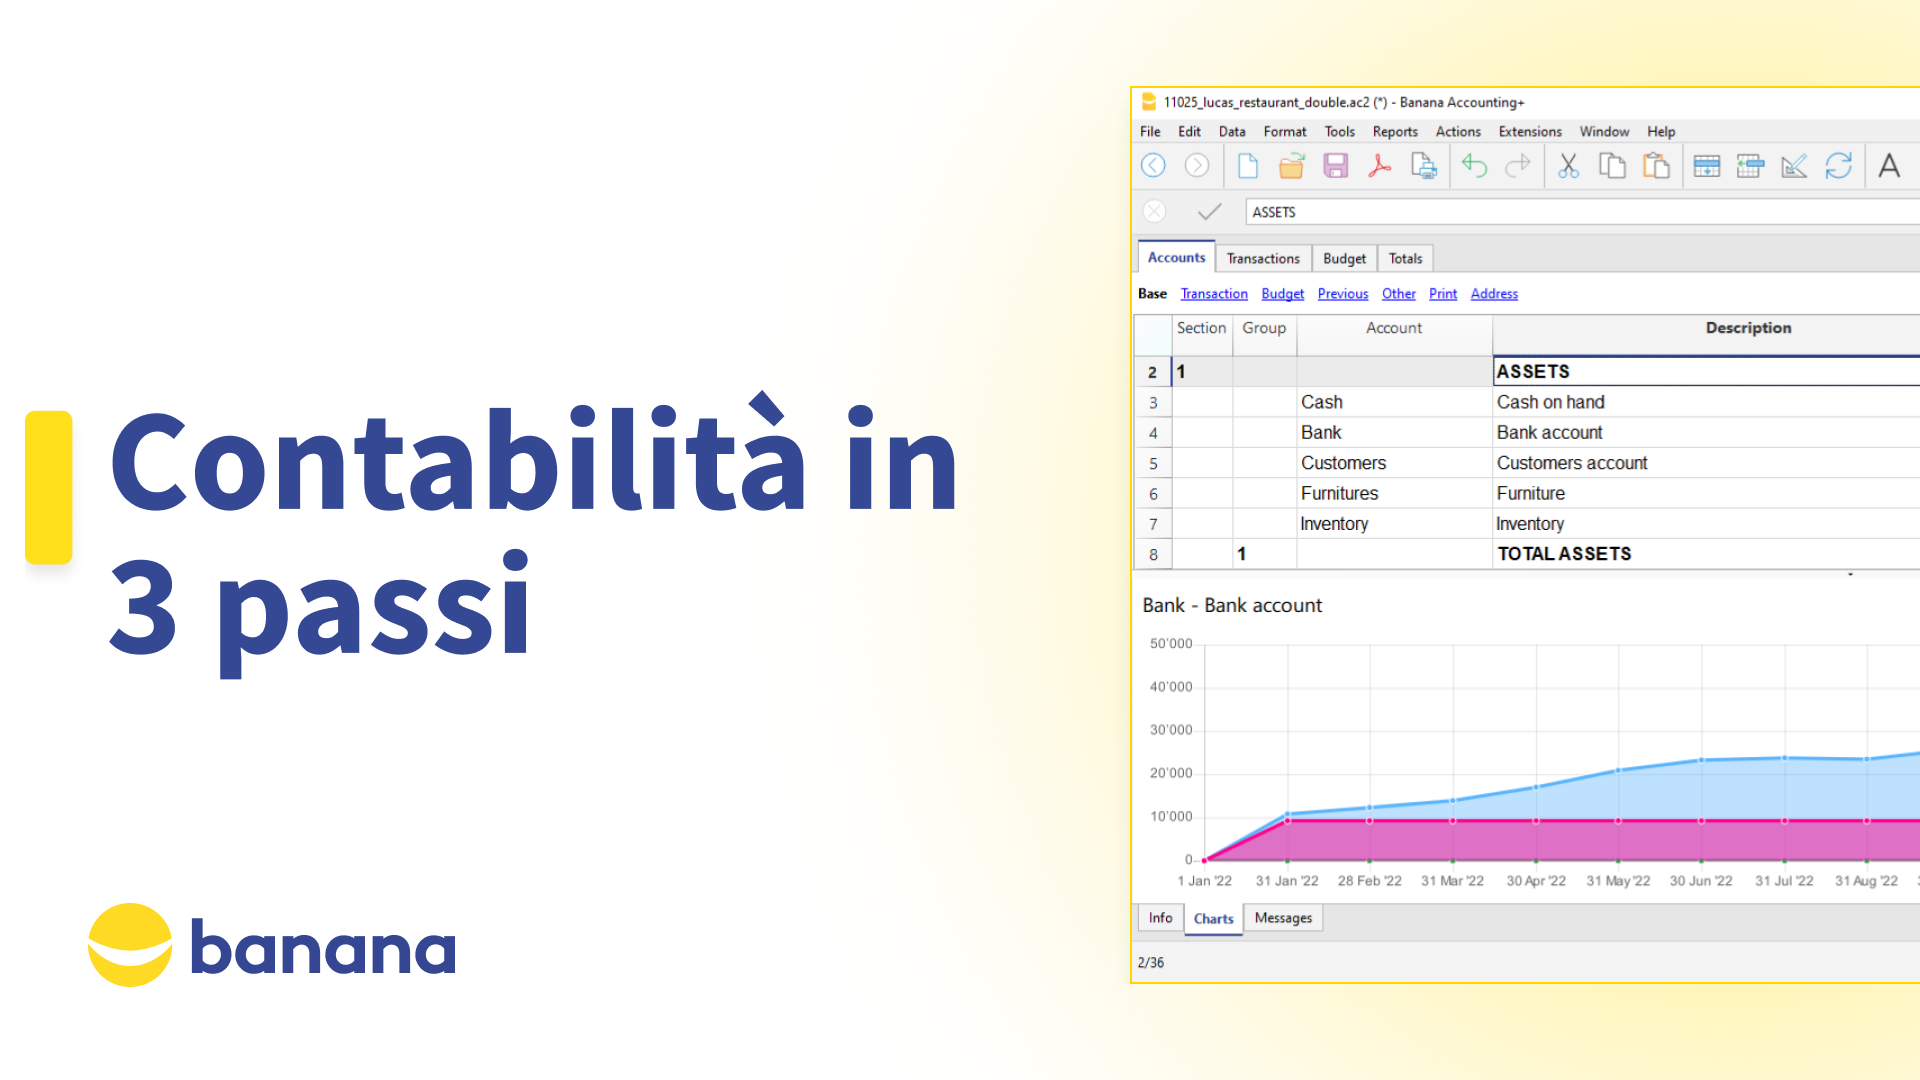 Contabilità in
3 passi
banana
11025_lucas_restaurant_double.ac2 (*) - Banana Accounting+
File Edit Data Format Tools Reports Actions Extensions Window Help
A
ASSETS
Accounts Transactions Budget Totals
Base Transaction Budget Previous Other Print Address
Section Group Account Description
2 1 ASSETS
3 Cash Cash on hand
4 Bank Bank account
5 Customers Customers account
6 Furnitures Furniture
7 Inventory Inventory
8 1 TOTAL ASSETS
Bank - Bank account
50'000
40'000
30'000
20'000
10'000
0
1 Jan '22 31 Jan '22 28 Feb '22 31 Mar '22 30 Apr '22 31 May '22 30 Jun '22 31 Jul '22 31 Aug '22
Info Charts Messages
2/36